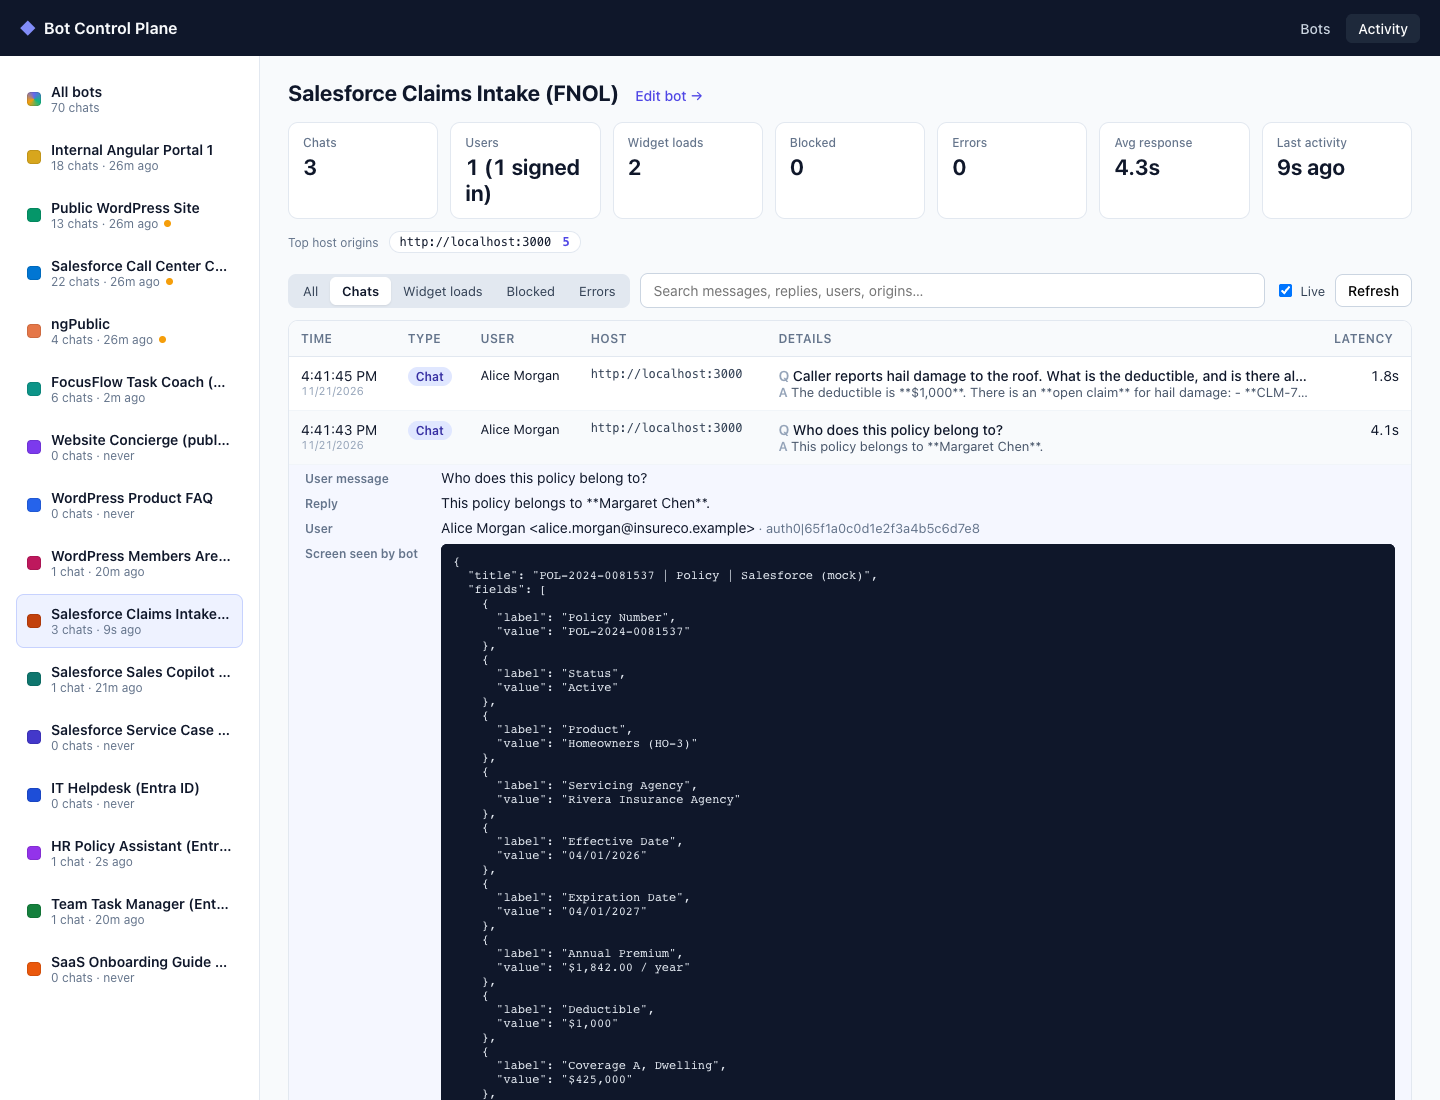 Bot Control Plane
Bots
Activity
All bots
70 chats
Internal Angular Portal 1
18 chats · 26m ago
Public WordPress Site
13 chats · 26m ago
Salesforce Call Center C...
22 chats · 26m ago
ngPublic
4 chats · 26m ago
FocusFlow Task Coach (...
6 chats · 2m ago
Website Concierge (publ...
0 chats · never
WordPress Product FAQ
0 chats · never
WordPress Members Are...
1 chat · 20m ago
Salesforce Claims Intake...
3 chats · 9s ago
Salesforce Sales Copilot ...
1 chat · 21m ago
Salesforce Service Case ...
0 chats · never
IT Helpdesk (Entra ID)
0 chats · never
HR Policy Assistant (Entr...
1 chat · 2s ago
Team Task Manager (Ent...
1 chat · 20m ago
SaaS Onboarding Guide ...
0 chats · never
Salesforce Claims Intake (FNOL) Edit bot →
Chats
3
Users
1 (1 signed
in)
Widget loads
2
Blocked
0
Errors
0
Avg response
4.3s
Last activity
9s ago
Top host origins http://localhost:3000 5
All Chats Widget loads Blocked Errors
Search messages, replies, users, origins...
Live
Refresh
TIME TYPE USER HOST DETAILS LATENCY
4:41:45 PM Chat Alice Morgan http://localhost:3000 Q Caller reports hail damage to the roof. What is the deductible, and is there al... 1.8s
11/21/2026 A The deductible is **$1,000**. There is an **open claim** for hail damage: - **CLM-7...
4:41:43 PM Chat Alice Morgan http://localhost:3000 Q Who does this policy belong to? 4.1s
11/21/2026 A This policy belongs to **Margaret Chen**.
User message Who does this policy belong to?
Reply This policy belongs to **Margaret Chen**.
User Alice Morgan <alice.morgan@insureco.example> · auth0|65f1a0c0d1e2f3a4b5c6d7e8
Screen seen by bot
{
"title": "POL-2024-0081537 | Policy | Salesforce (mock)",
"fields": [
{
"label": "Policy Number",
"value": "POL-2024-0081537"
},
{
"label": "Status",
"value": "Active"
},
{
"label": "Product",
"value": "Homeowners (HO-3)"
},
{
"label": "Servicing Agency",
"value": "Rivera Insurance Agency"
},
{
"label": "Effective Date",
"value": "04/01/2026"
},
{
"label": "Expiration Date",
"value": "04/01/2027"
},
{
"label": "Annual Premium",
"value": "$1,842.00 / year"
},
{
"label": "Deductible",
"value": "$1,000"
},
{
"label": "Coverage A, Dwelling",
"value": "$425,000"
},